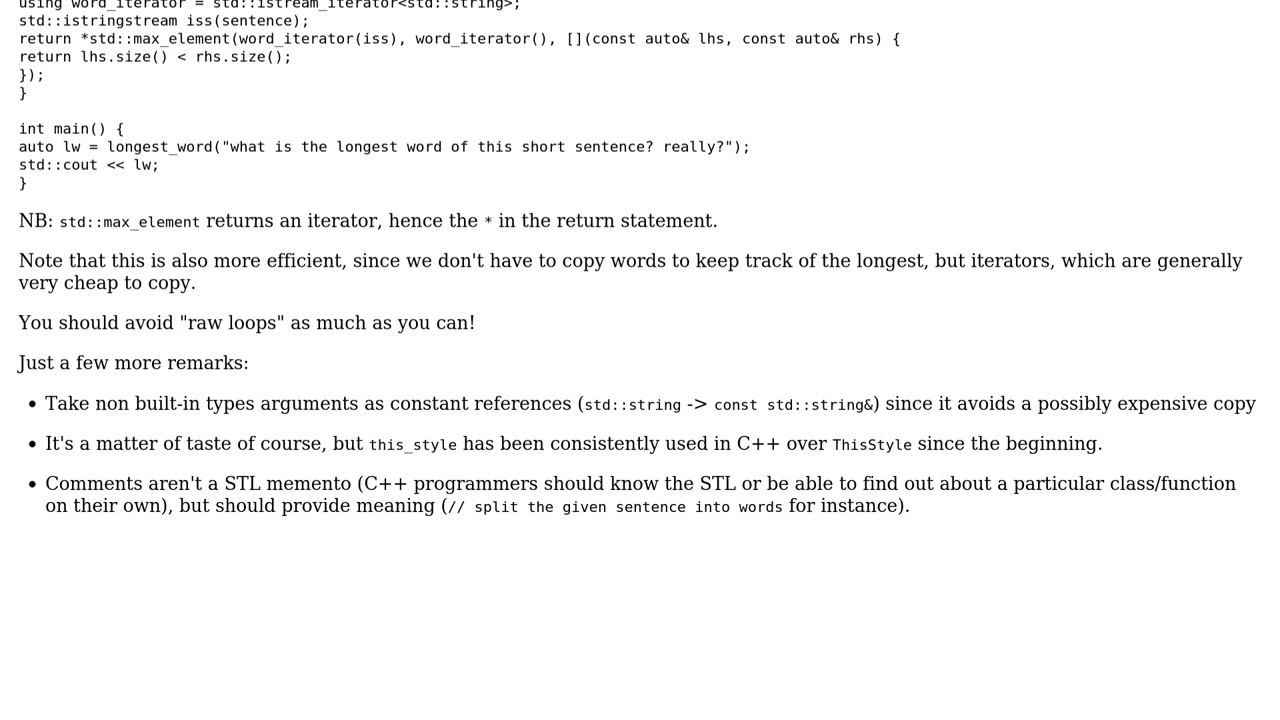 using word_iterator = std::istream_iterator<std::string>;
std::istringstream iss(sentence);
return *std::max_element(word_iterator(iss), word_iterator(), [](const auto& lhs, const auto& rhs) {
return lhs.size() < rhs.size();
});
}
int main() {
auto lw = longest_word("what is the longest word of this short sentence? really?");
std::cout << lw;
}
NB: std::max_element returns an iterator, hence the * in the return statement.
Note that this is also more efficient, since we don't have to copy words to keep track of the longest, but iterators, which are generally
very cheap to copy.
You should avoid "raw loops" as much as you can!
Just a few more remarks:
• Take non built-in types arguments as constant references (std::string -> const std::string&) since it avoids a possibly expensive copy
• It's a matter of taste of course, but this_style has been consistently used in C++ over ThisStyle since the beginning.
• Comments aren't a STL memento (C++ programmers should know the STL or be able to find out about a particular class/function
on their own), but should provide meaning (// split the given sentence into words for instance).